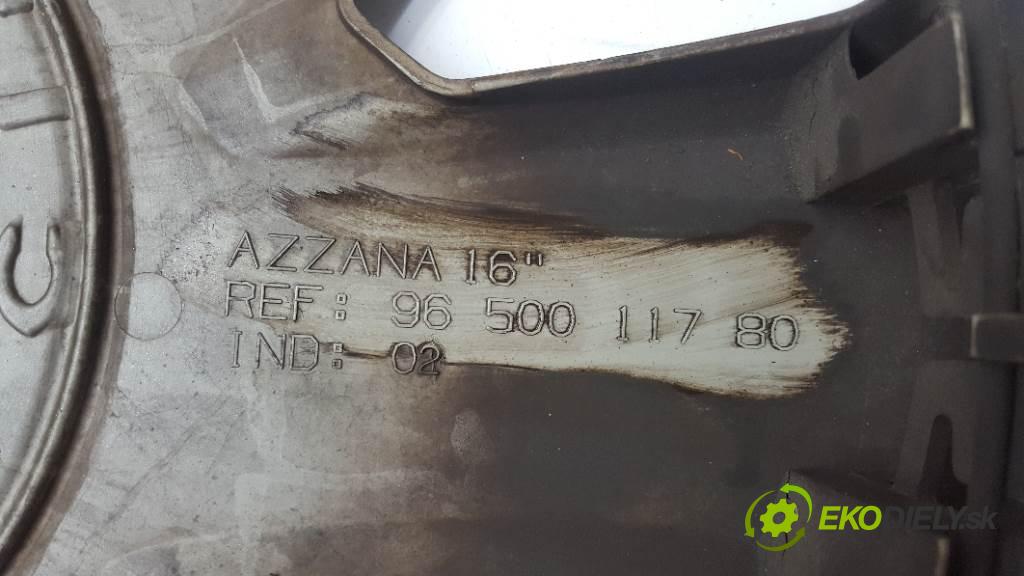 AZZANA 16"
REF: 96 500 117 80
IND: 02
EKODIELY.sk